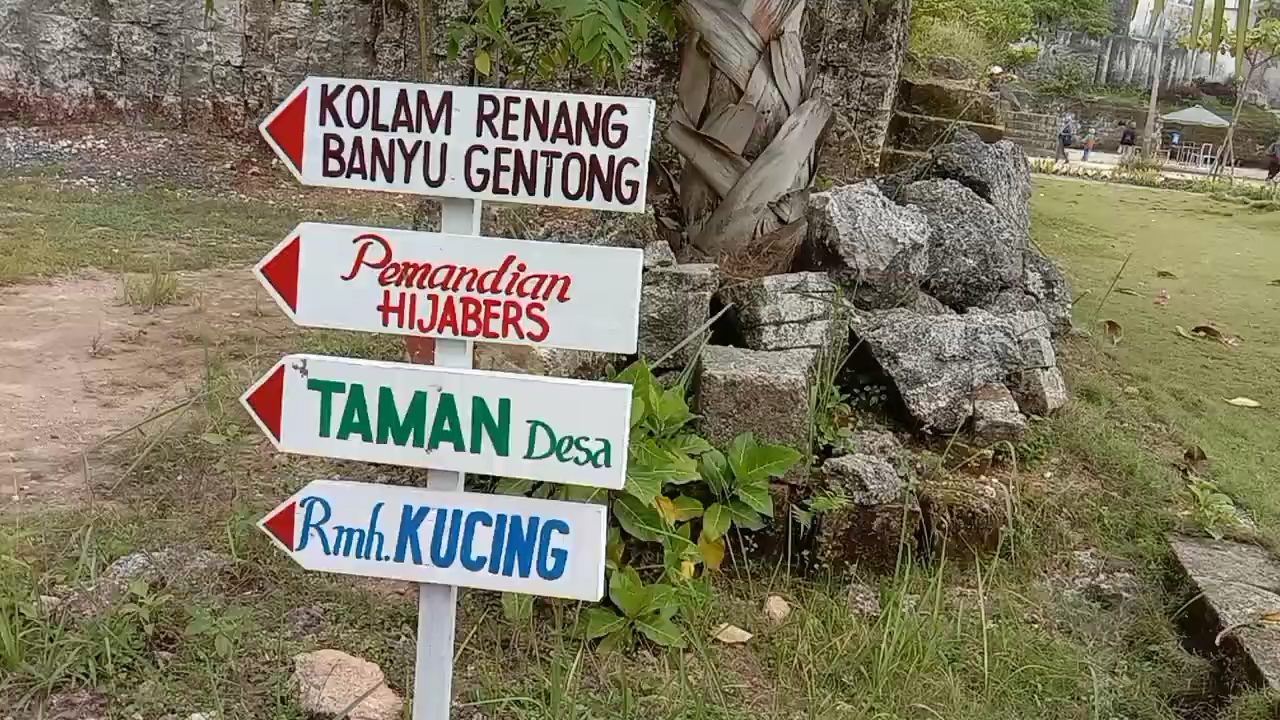 KOLAM RENANG
BANYU GENTONG
Pemandian
HIJABERS
TAMAN Desa
Rmh. KUCING